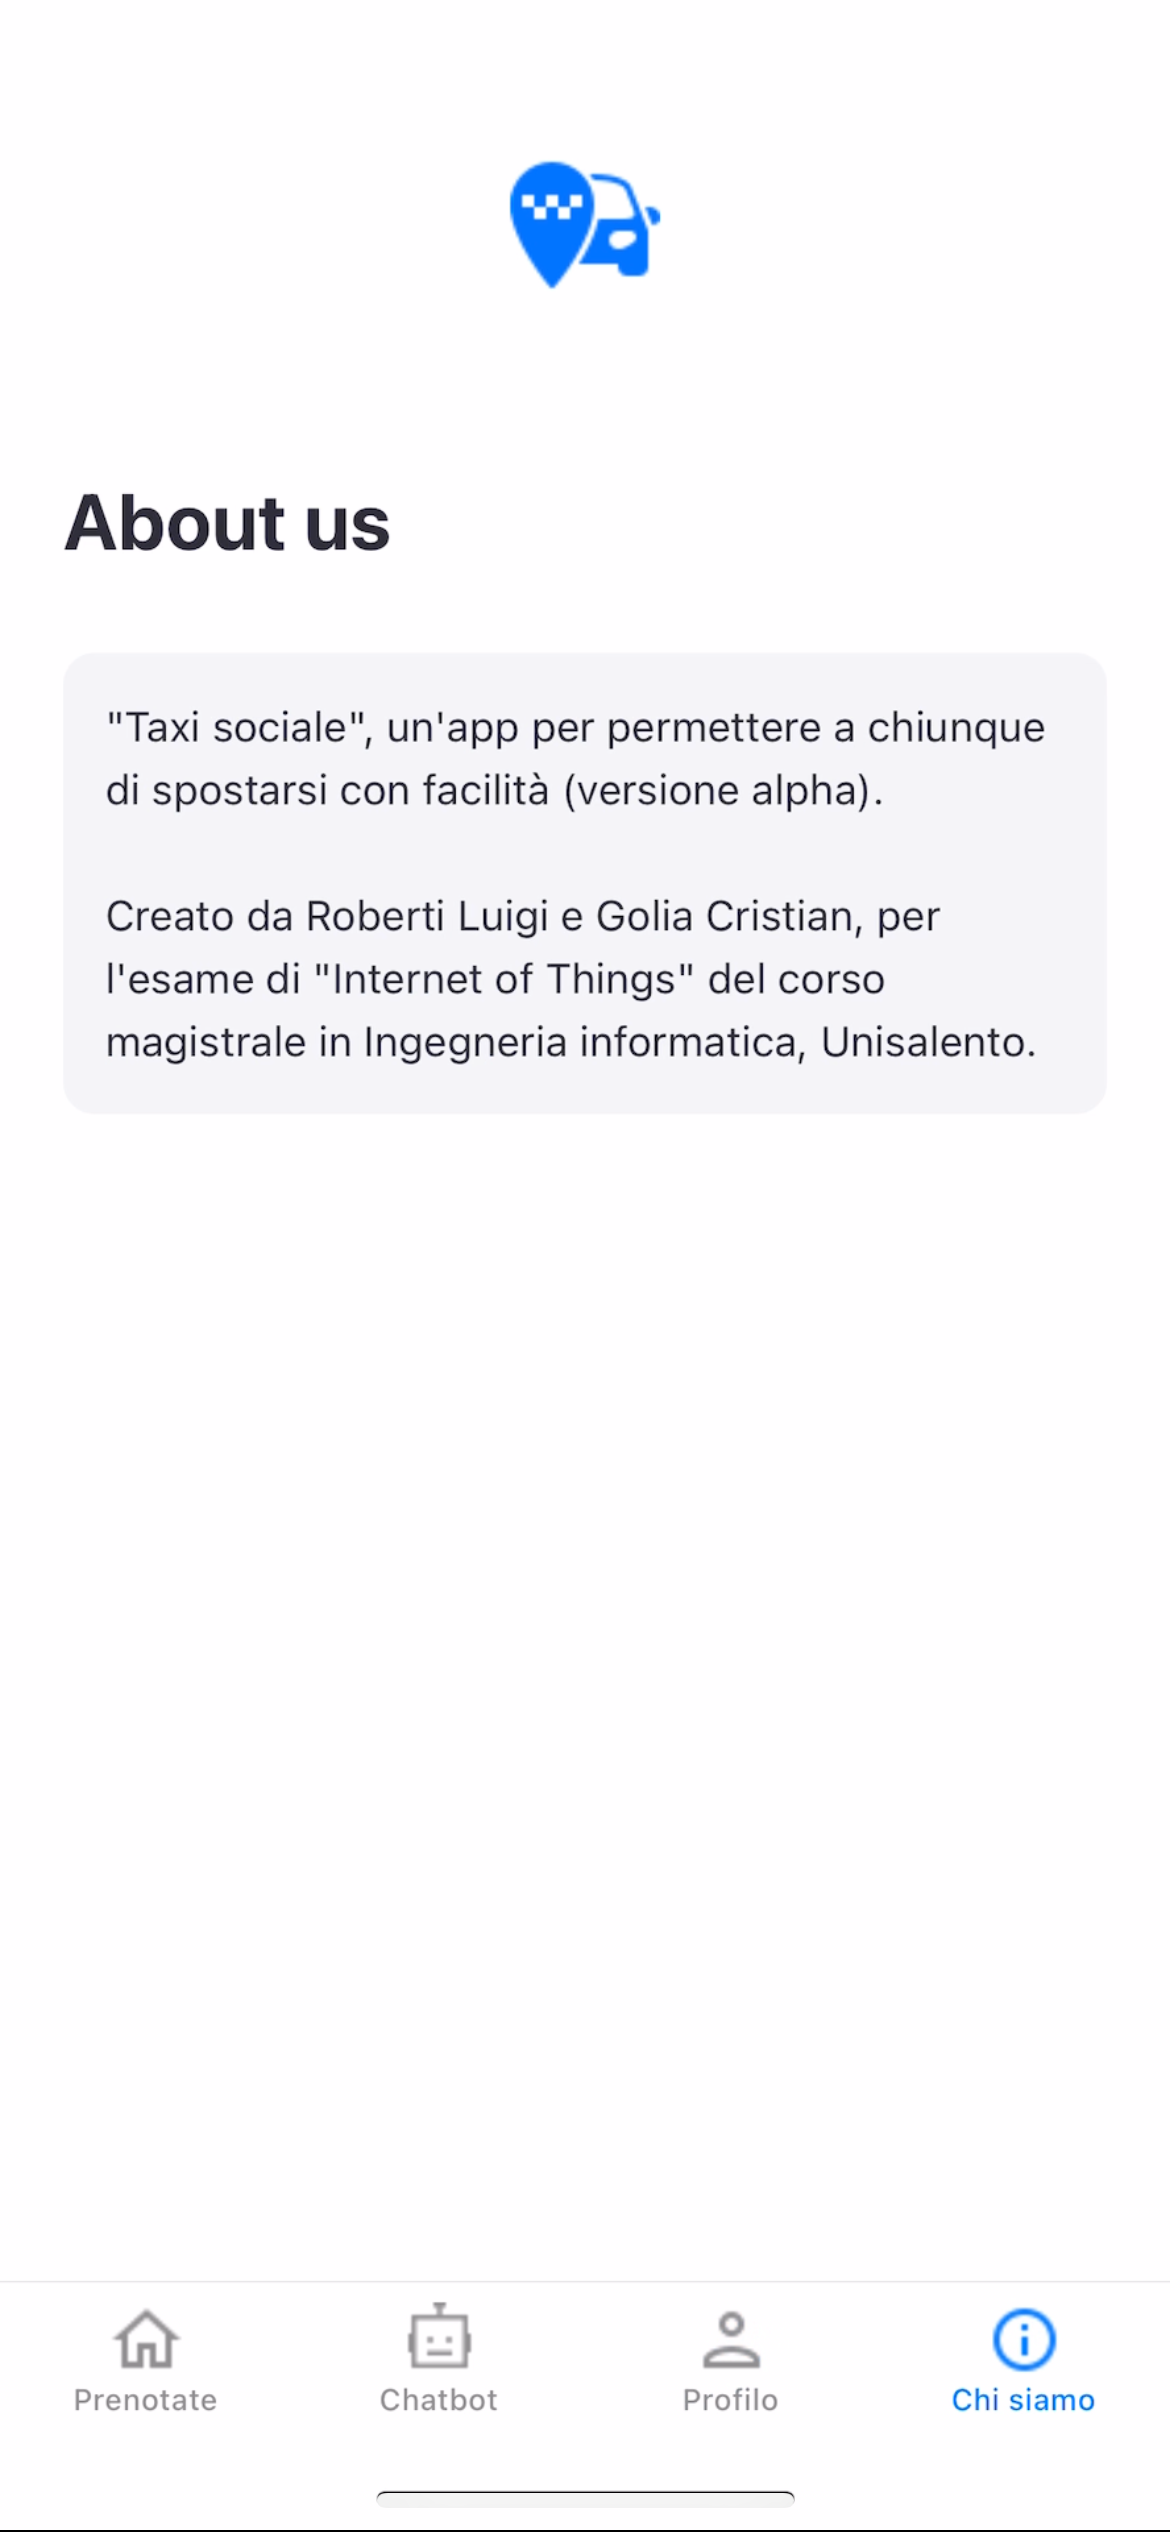 About us
"Taxi sociale", un'app per permettere a chiunque
di spostarsi con facilità (versione alpha).
Creato da Roberti Luigi e Golia Cristian, per
l'esame di "Internet of Things" del corso
magistrale in Ingegneria informatica, Unisalento.
Prenotate
Chatbot
Profilo
Chi siamo